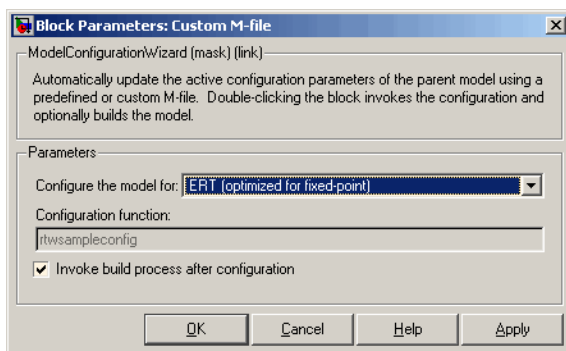 Block Parameters: Custom M-file
ModelConfigurationWizard (mask) (link)
Automatically update the active configuration parameters of the parent model using a
predefined or custom M-file. Double-clicking the block invokes the configuration and
optionally builds the model.
Parameters
Configure the model for: ERT (optimized for fixed-point)
Configuration function:
rtwsampleconfig
Invoke build process after configuration
OK Cancel Help Apply